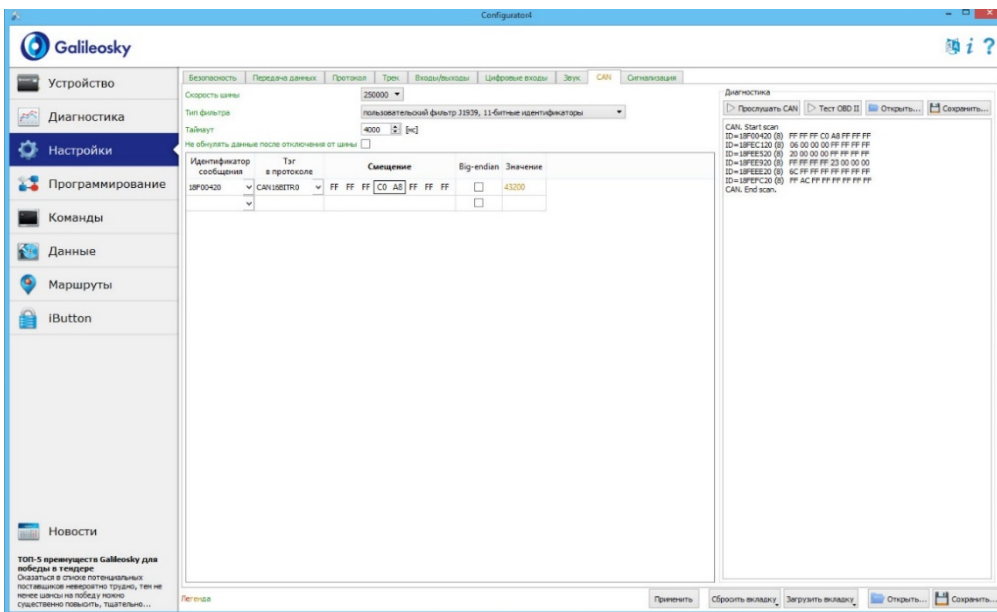 Configurator4
Galileosky
Устройство
Диагностика
Настройки
Программирование
Команды
Данные
Маршруты
iButton
Новости
ТОП-5 преимуществ Galileosky для
победы в тендере
Оказаться в списке потенциальных
поставщиков невероятно трудно, тем не
менее шансы на победу можно
существенно повысить, тщательно...
Безопасность Передача данных Протокол Трек Входы/выходы Цифровые входы Звук CAN Сигнализация
Скорость шины 250000
Тип фильтра пользовательский фильтр J1939, 11-битные идентификаторы
Таймаут 4000 [мс]
Не обнулять данные после отключения от шины
Идентификатор сообщения Тэг в протоколе Смещение Big-endian Значение
18F00420 CAN16BITR0 FF FF FF C0 A8 FF FF FF 43200
Легенда
Применить Сбросить вкладку Загрузить вкладку Открыть... Сохранить...
Диагностика
Прослушать CAN Тест OBD II Открыть... Сохранить...
CAN. Start scan
ID=18F00420 (8) FF FF FF C0 A8 FF FF FF
ID=18FEC120 (8) 06 00 00 00 FF FF FF FF
ID=18FEE520 (8) 20 00 00 00 FF FF FF FF
ID=18FEE920 (8) FF FF FF FF 23 00 00 00
ID=18FEEE20 (8) 6C FF FF FF FF FF FF FF
ID=18FEFC20 (8) FF AC FF FF FF FF FF FF
CAN. End scan.